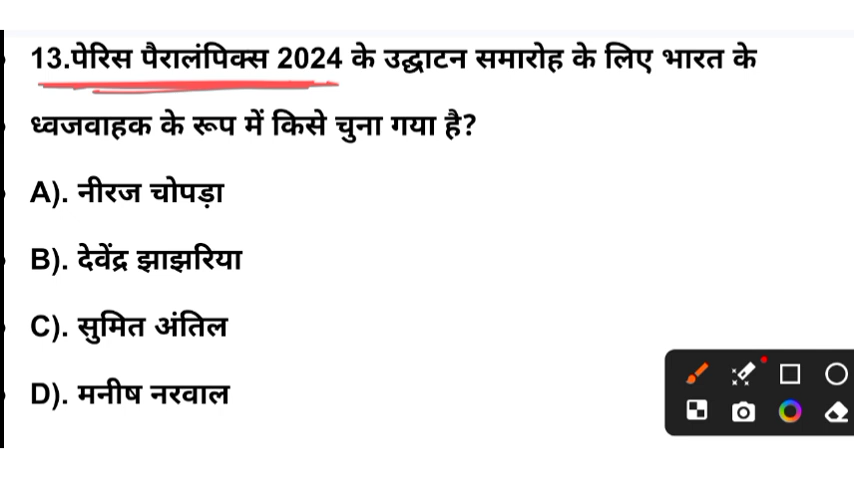 13.पेरिस पैरालंपिक्स 2024 के उद्घाटन समारोह के लिए भारत के
ध्वजवाहक के रूप में किसे चुना गया है?
A). नीरज चोपड़ा
B). देवेंद्र झाझरिया
C). सुमित अंतिल
D). मनीष नरवाल